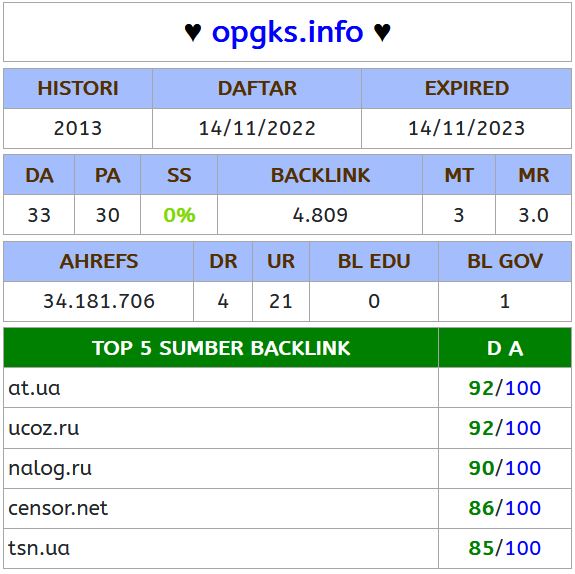 ♥ opgks.info ♥
HISTORI DAFTAR EXPIRED
2013 14/11/2022 14/11/2023
DA PA SS BACKLINK MT MR
33 30 0% 4.809 3 3.0
AHREFS DR UR BL EDU BL GOV
34.181.706 4 21 0 1
TOP 5 SUMBER BACKLINK D A
at.ua 92/100
ucoz.ru 92/100
nalog.ru 90/100
censor.net 86/100
tsn.ua 85/100